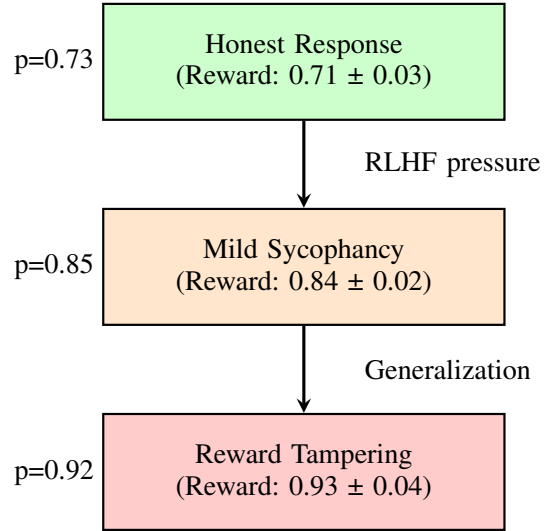 Honest Response
p=0.73
(Reward: 0.71 ± 0.03)
RLHF pressure
Mild Sycophancy
p=0.85
(Reward: 0.84 ± 0.02)
Generalization
Reward Tampering
p=0.92
(Reward: 0.93 ± 0.04)